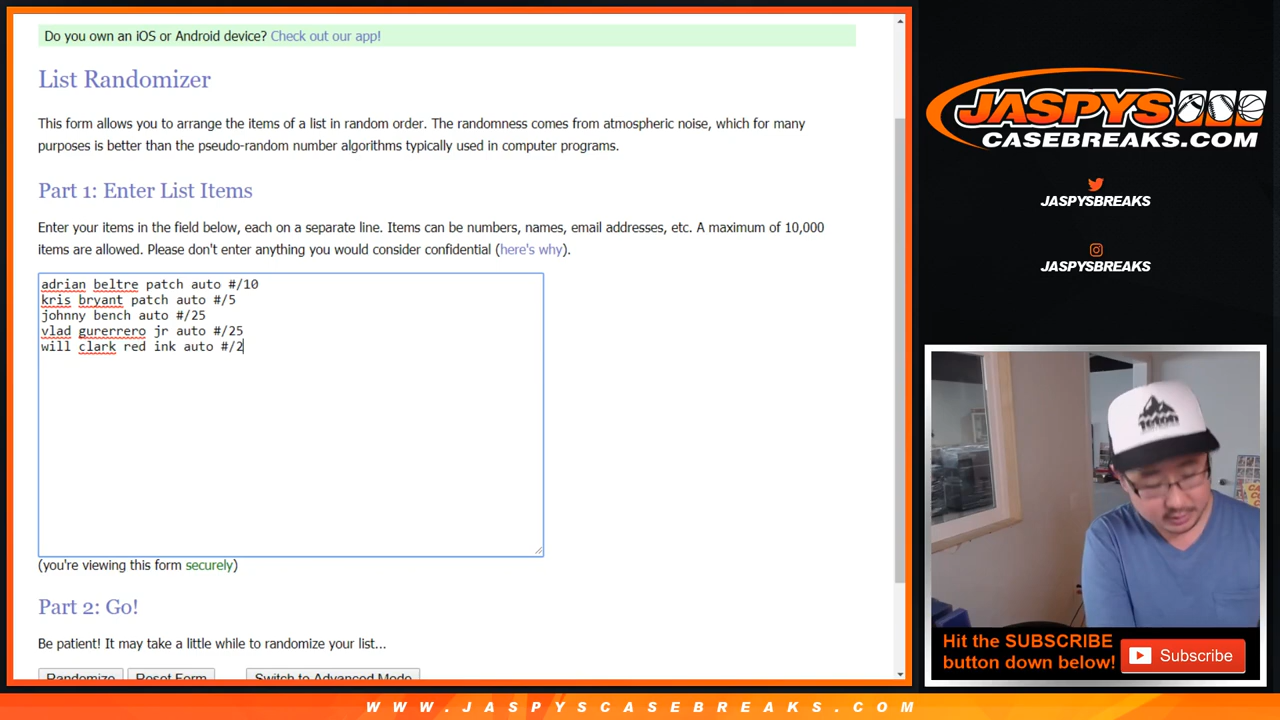 Do you own an iOS or Android device? Check out our app!
List Randomizer
This form allows you to arrange the items of a list in random order. The randomness comes from atmospheric noise, which for many
purposes is better than the pseudo-random number algorithms typically used in computer programs.
Part 1: Enter List Items
Enter your items in the field below, each on a separate line. Items can be numbers, names, email addresses, etc. A maximum of 10,000
items are allowed. Please don't enter anything you would consider confidential (here's why).
adrian beltre patch auto #/10
kris bryant patch auto #/5
johnny bench auto #/25
vlad gurerrero jr auto #/25
will clark red ink auto #/2
(you're viewing this form securely)
Part 2: Go!
Be patient! It may take a little while to randomize your list...
Randomize Reset Form Switch to Advanced Mode
JASPYS
CASEBREAKS.COM
JASPYSBREAKS
JASPYSBREAKS
Hit the SUBSCRIBE
button down below!
Subscribe
WWW.JASPYSCASEBREAKS.COM